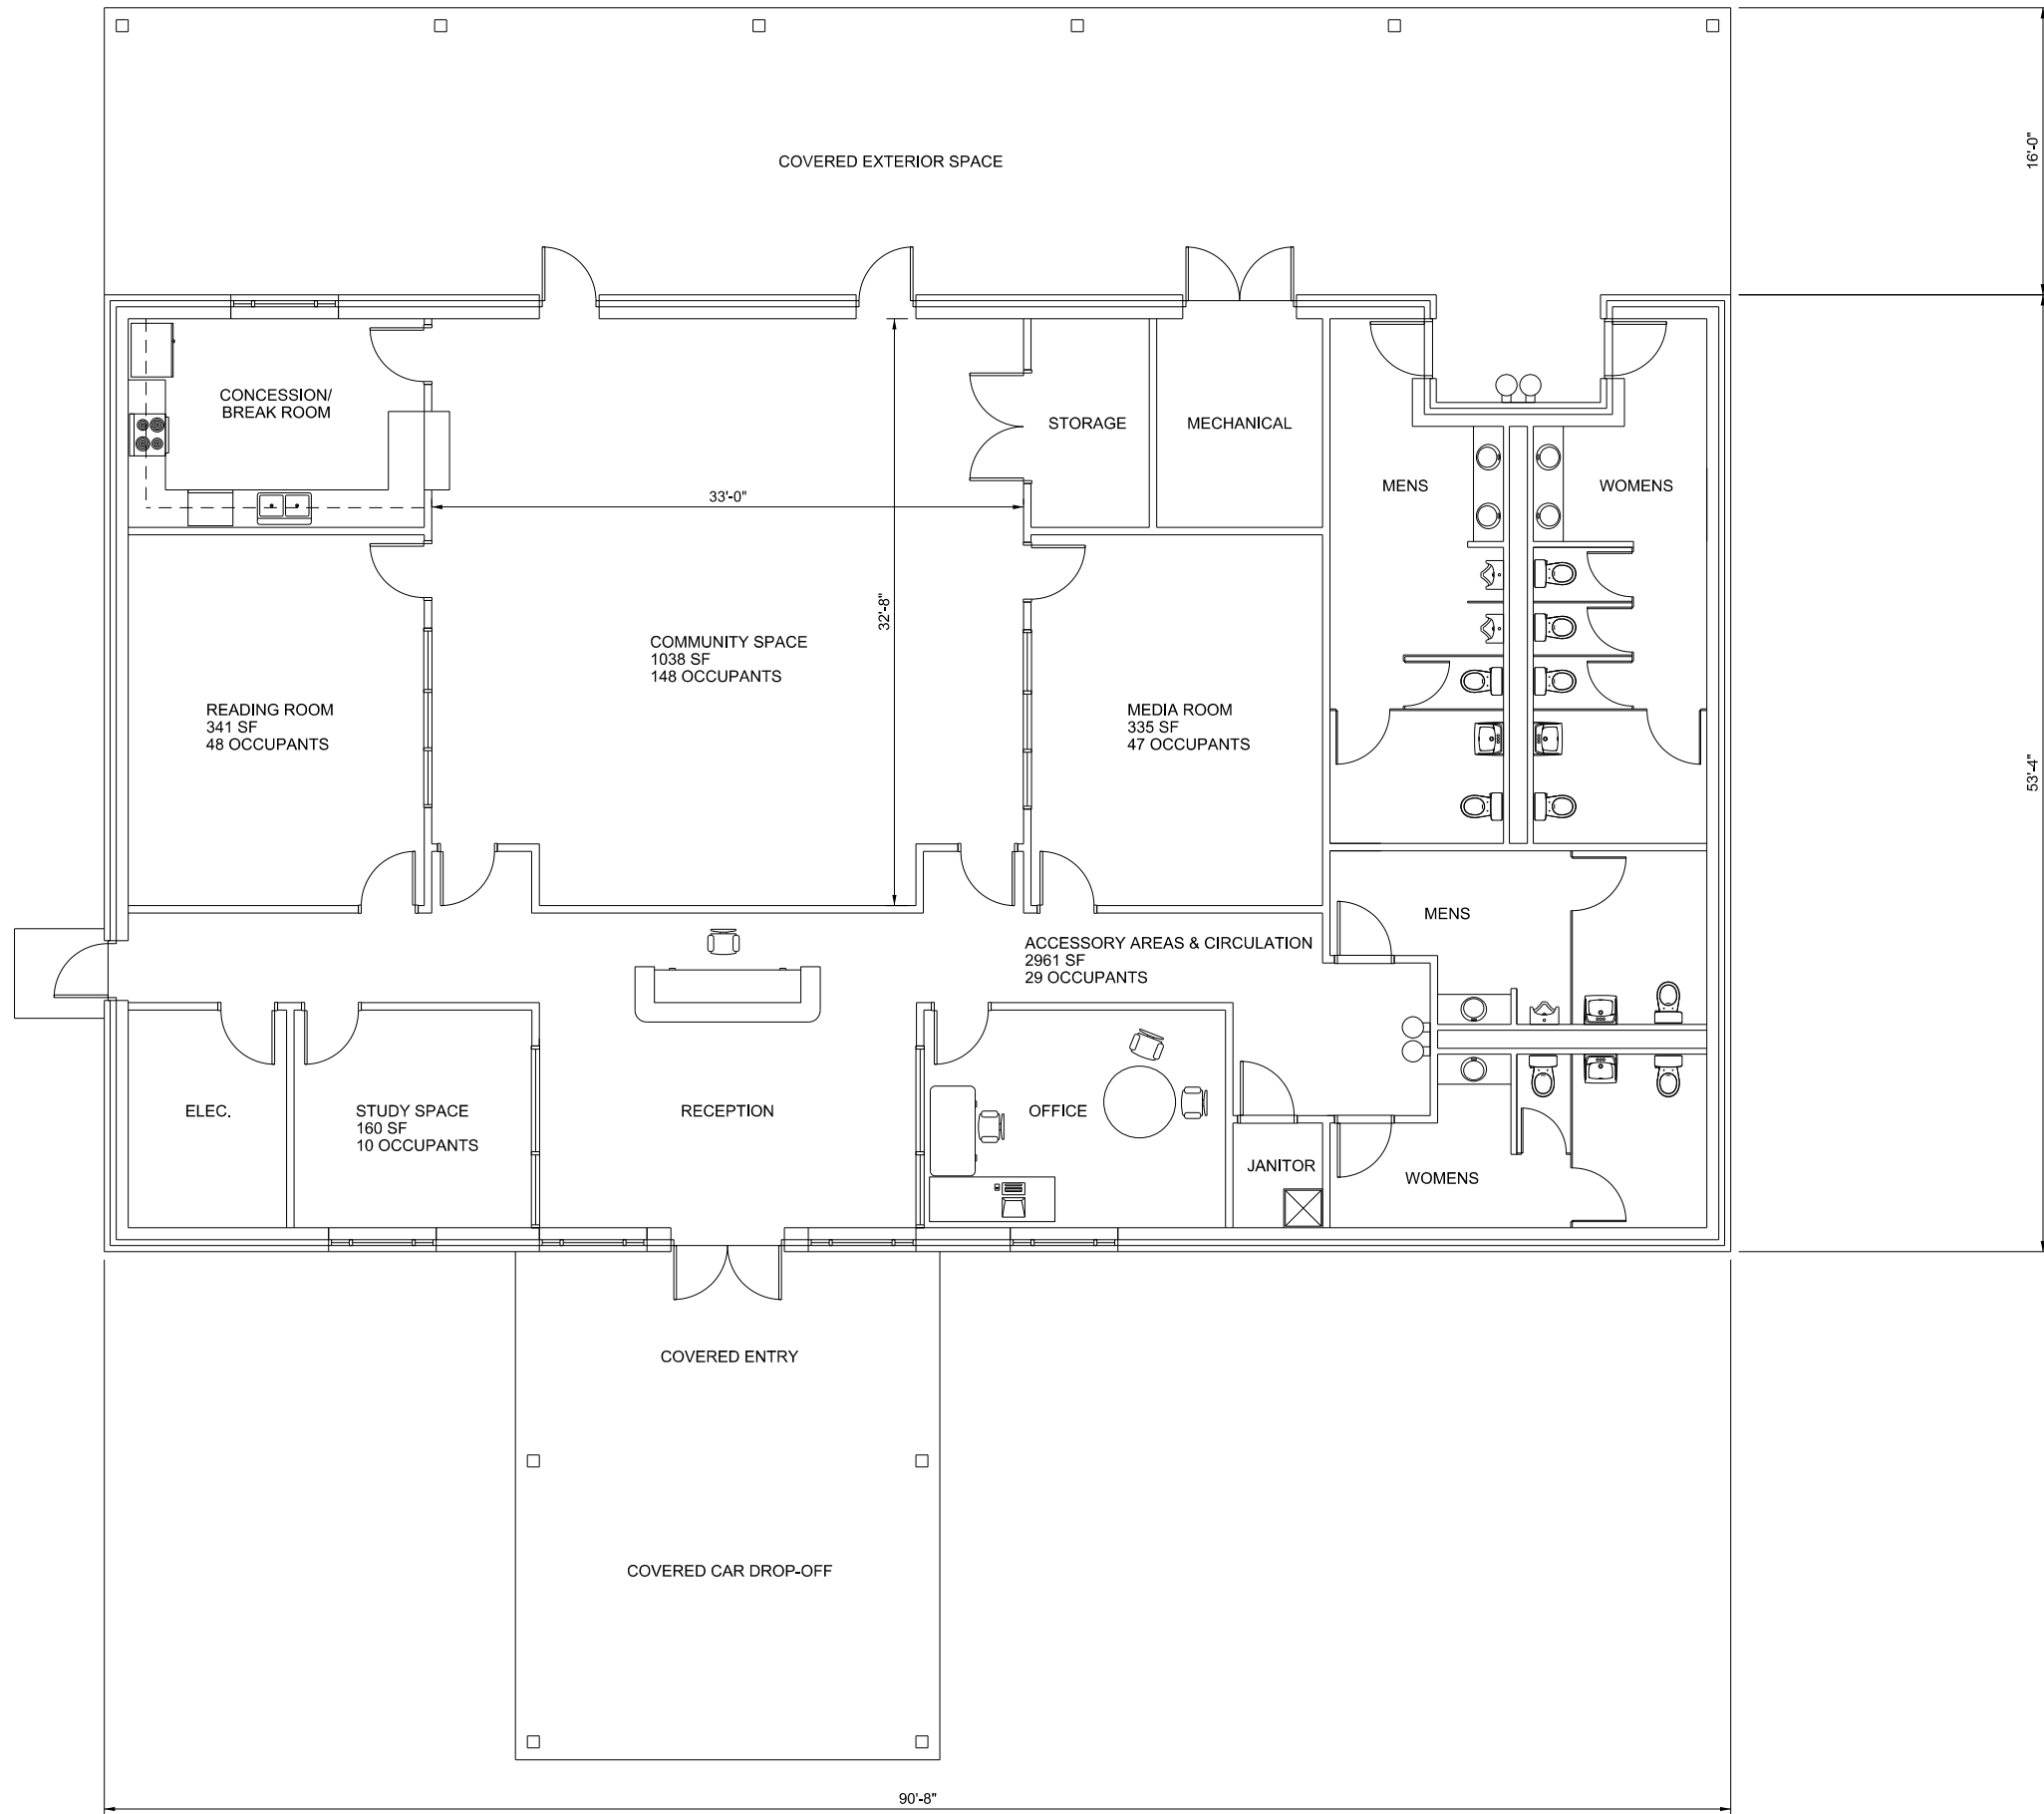 COVERED EXTERIOR SPACE
16'-0"
CONCESSION/
BREAK ROOM
STORAGE
MECHANICAL
MENS
WOMENS
33'-0"
32'-8"
COMMUNITY SPACE
1038 SF
148 OCCUPANTS
READING ROOM
341 SF
48 OCCUPANTS
MEDIA ROOM
335 SF
47 OCCUPANTS
53'-4"
MENS
ACCESSORY AREAS & CIRCULATION
2961 SF
29 OCCUPANTS
ELEC.
STUDY SPACE
160 SF
10 OCCUPANTS
RECEPTION
OFFICE
JANITOR
WOMENS
COVERED ENTRY
COVERED CAR DROP-OFF
90'-8"